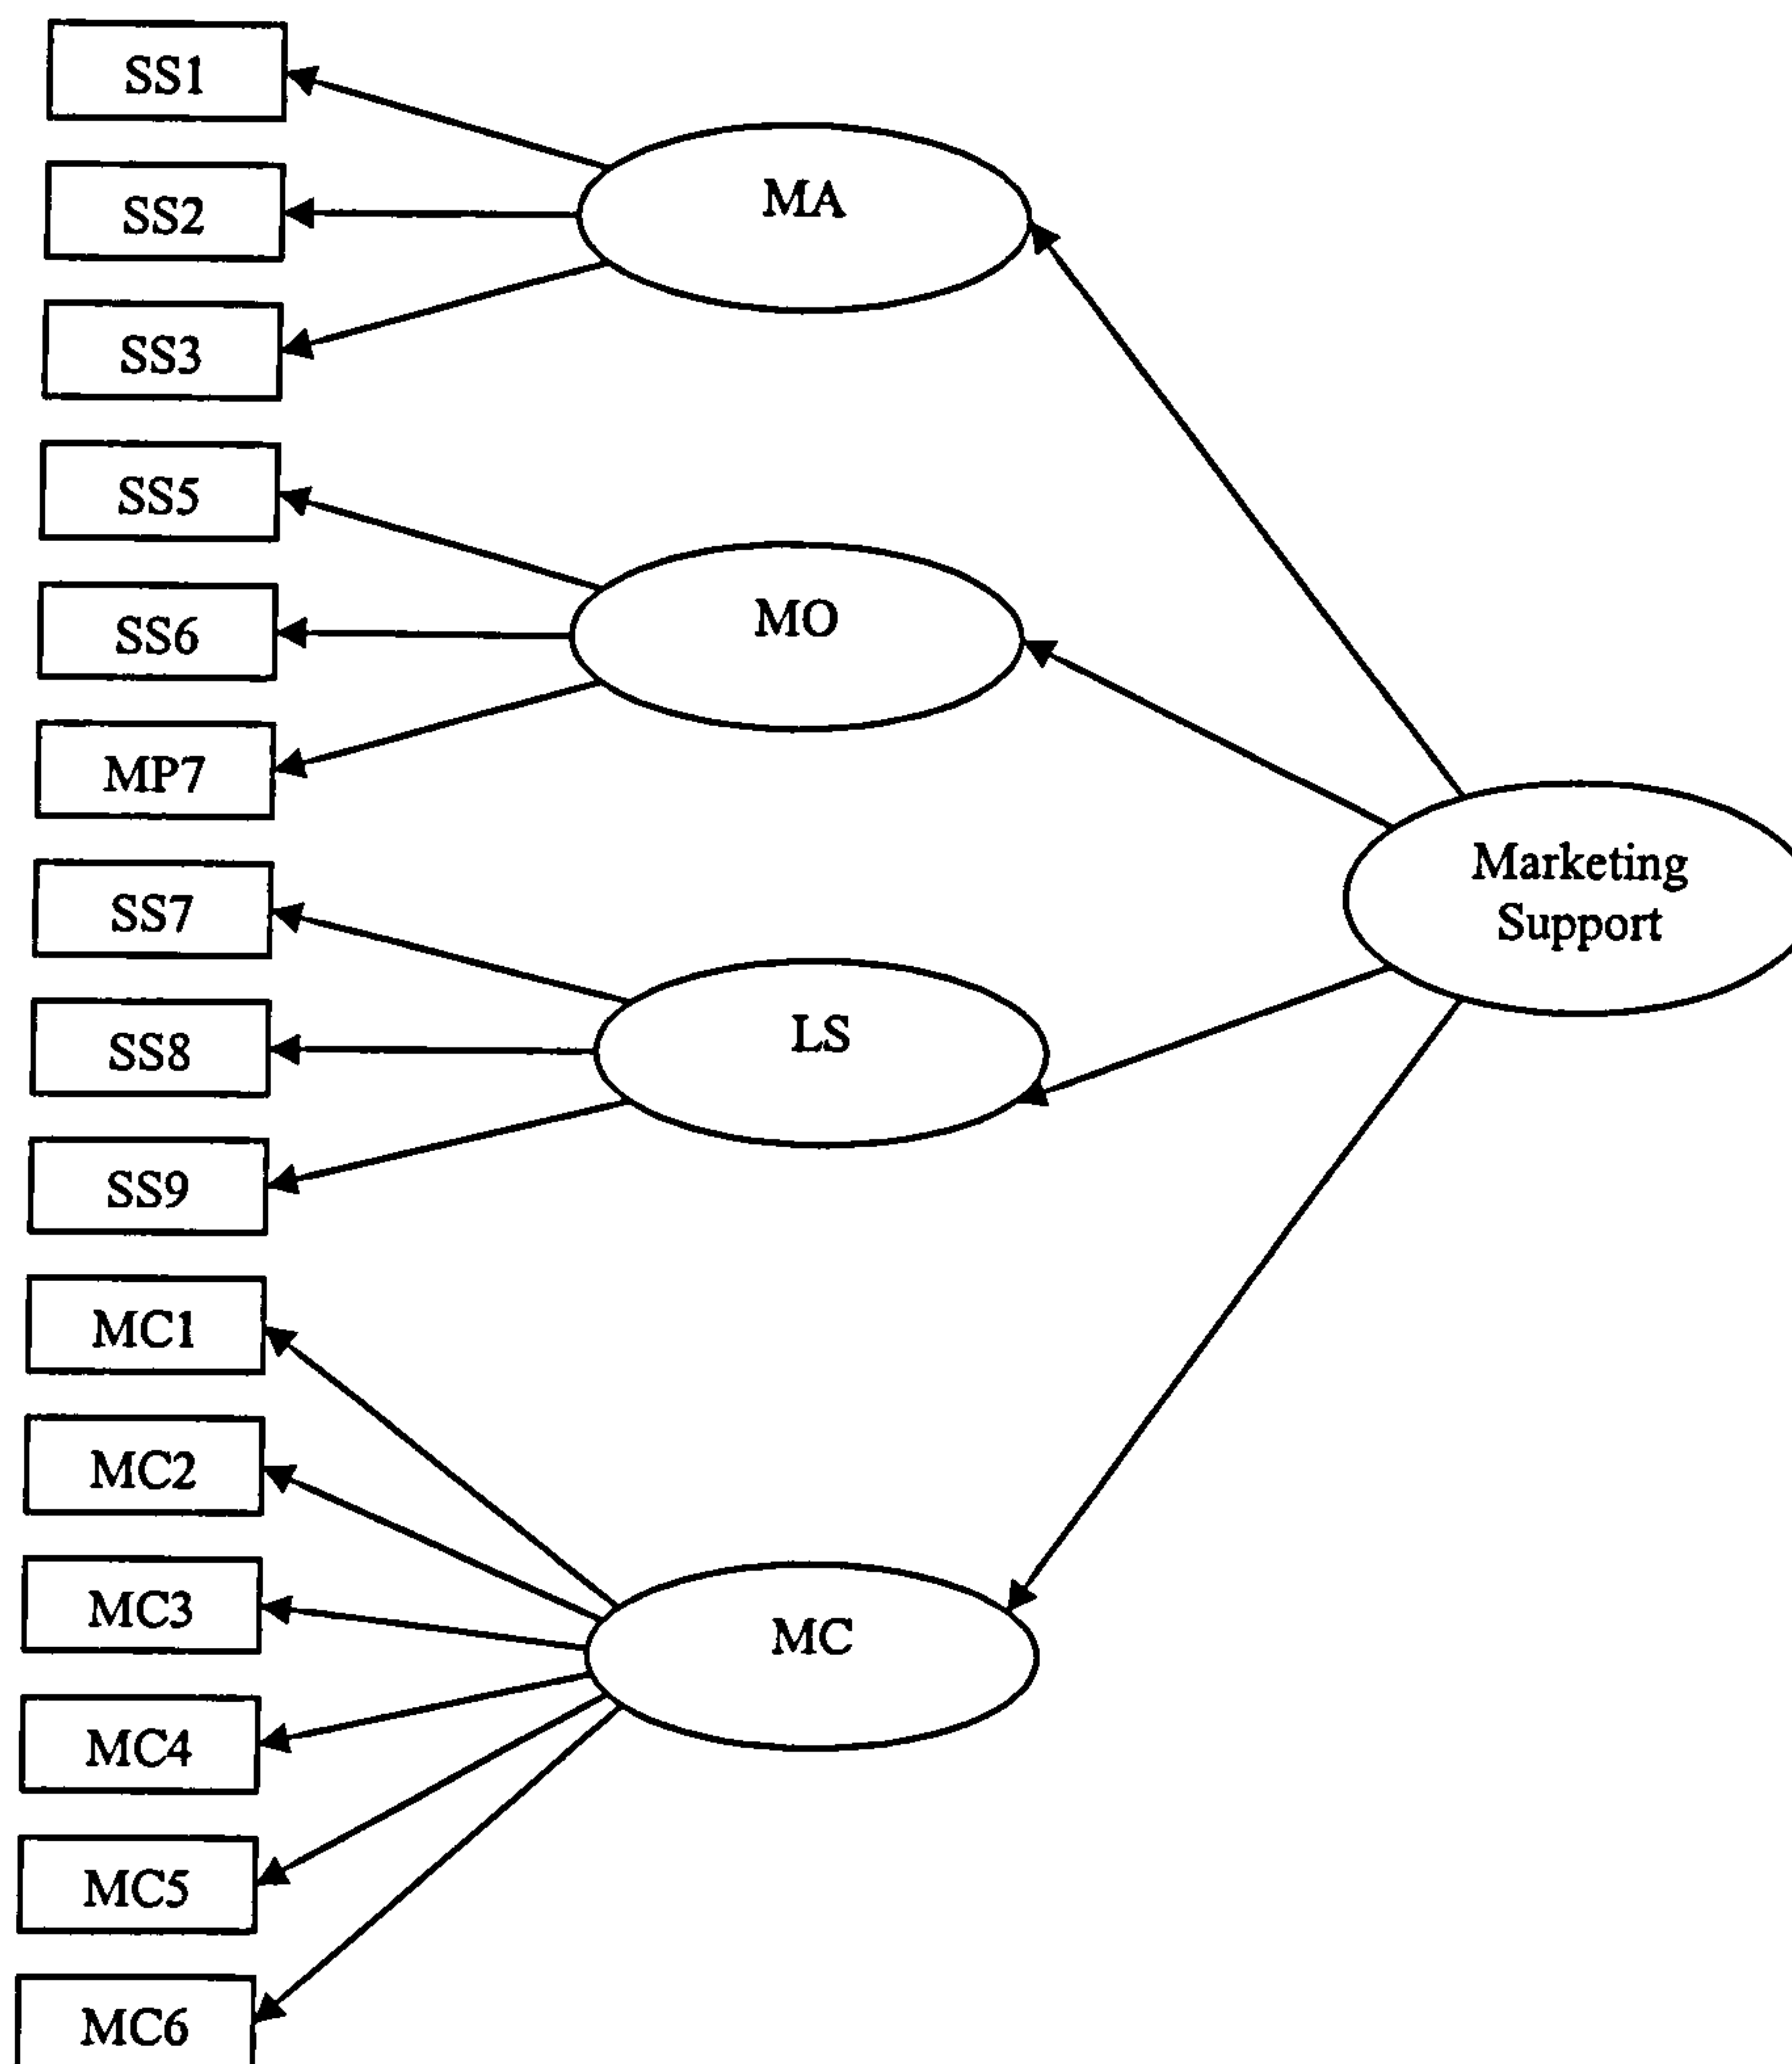 SS1
SS2
SS3
SS5
SS6
MP7
SS7
SS8
SS9
MC1
MC2
MC3
MC4
MC5
MC6
MA
MO
LS
MC
Marketing
Support